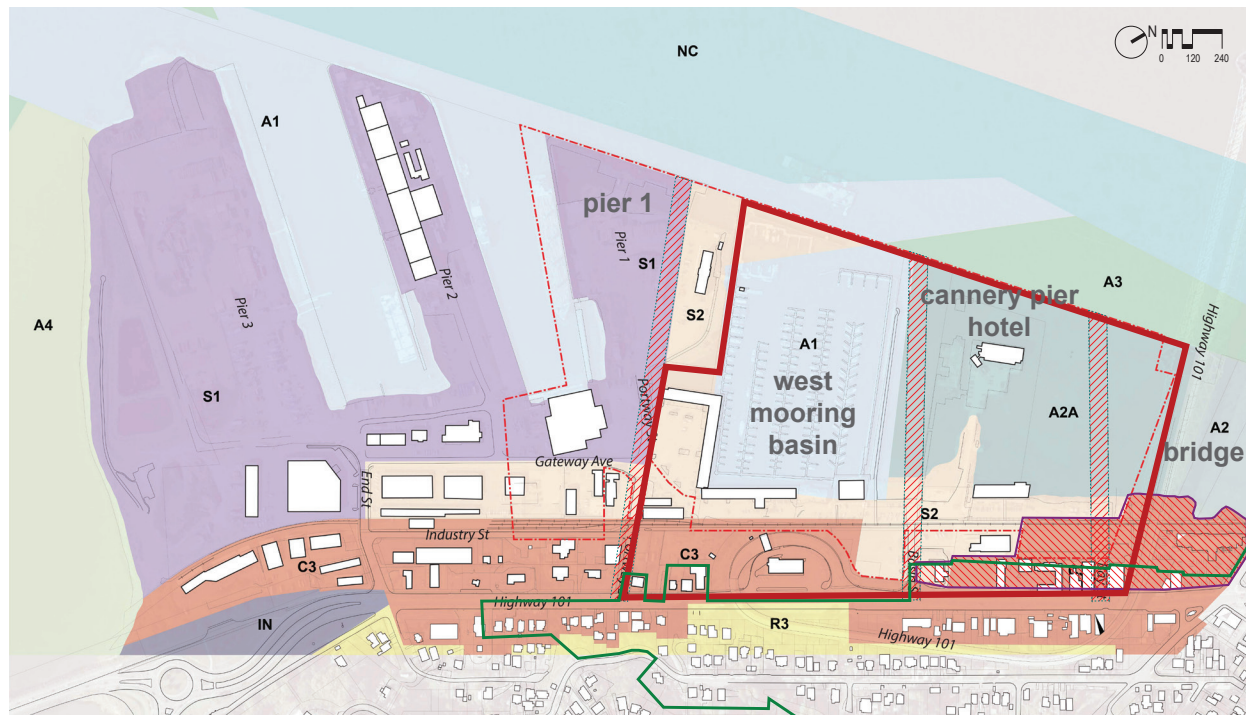 NC
N
0 120 240
A1
pier 1
Pier 1
S1
Pier 2
S2
A3
cannery pier
hotel
Highway 101
A4
Pier 3
A1
west
mooring
basin
S1
Portway St
A2A
A2
bridge
Gateway Ave
End St
S2
Industry St
C3
C3
Highway 101
IN
R3
Highway 101